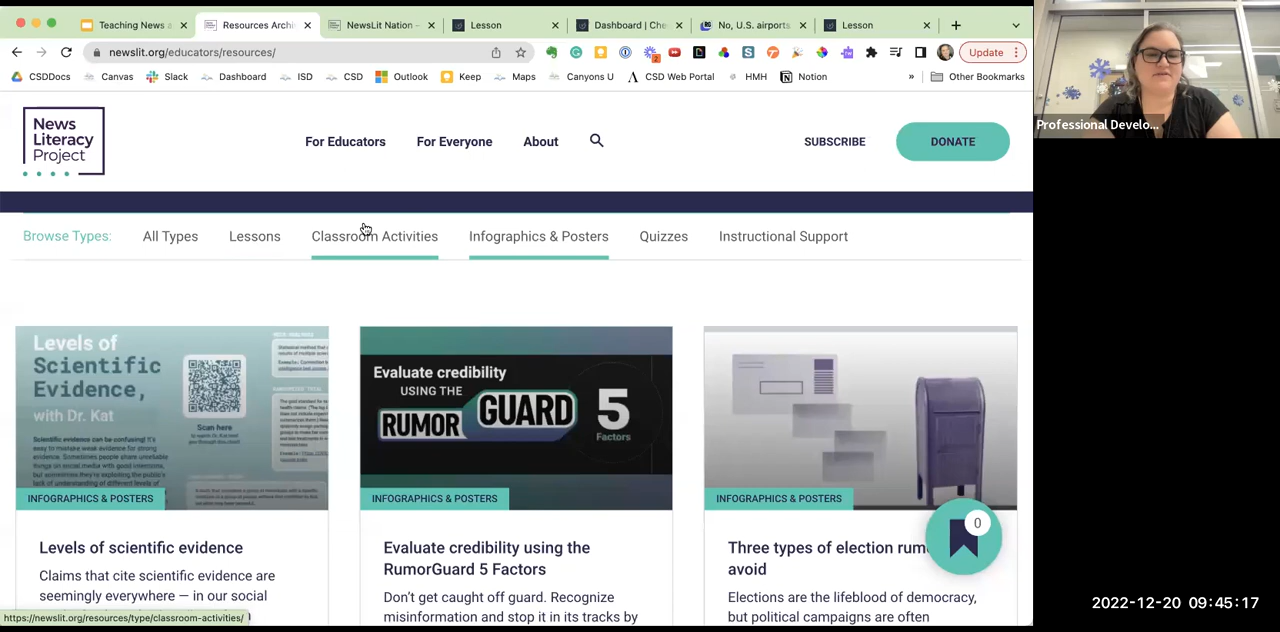 Teaching News a
Resources Archi
NewsLit Nation -
Lesson
Dashboard | Che
No, U.S. airports
Lesson
newslit.org/educators/resources/
2
Update
CSDDocs
Canvas
Slack
Dashboard
ISD
CSD
Outlook
Keep
Maps
Canyons U
CSD Web Portal
HMH
Notion
»
Other Bookmarks
News
Literacy
Project
For Educators
For Everyone
About
SUBSCRIBE
DONATE
Browse Types:
All Types
Lessons
Classroom Activities
Infographics & Posters
Quizzes
Instructional Support
Levels of
Scientific
Evidence,
with Dr. Kat
Scan here
Scientific evidence can be confusing! It's
INFOGRAPHICS & POSTERS
Levels of scientific evidence
Claims that cite scientific evidence are
seemingly everywhere — in our social
Evaluate credibility
USING THE
RUMOR GUARD
5
Factors
INFOGRAPHICS & POSTERS
Evaluate credibility using the
RumorGuard 5 Factors
Don't get caught off guard. Recognize
misinformation and stop it in its tracks by
INFOGRAPHICS & POSTERS
Three types of election rum
avoid
Elections are the lifeblood of democracy,
but political campaigns are often
0
https://newslit.org/resources/type/classroom-activities/
Professional Develo...
2022-12-20 09:45:17